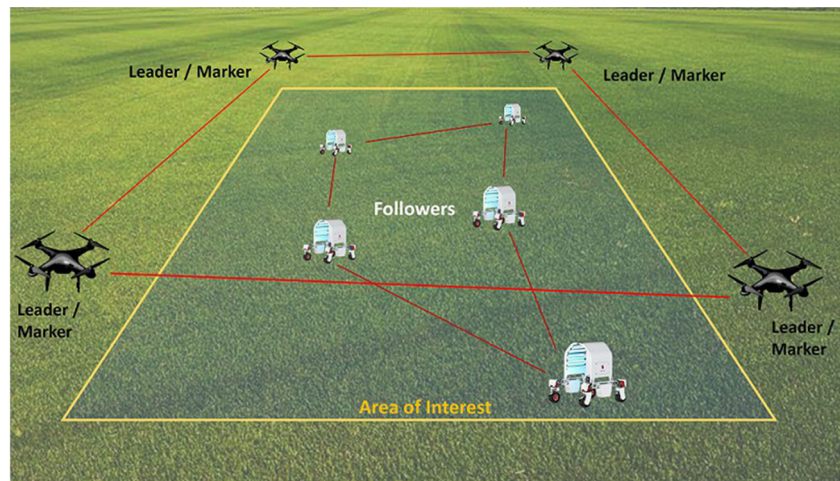 Leader / Marker
Leader / Marker
Followers
Leader /
Marker
Leader /
Marker
Area of Interest